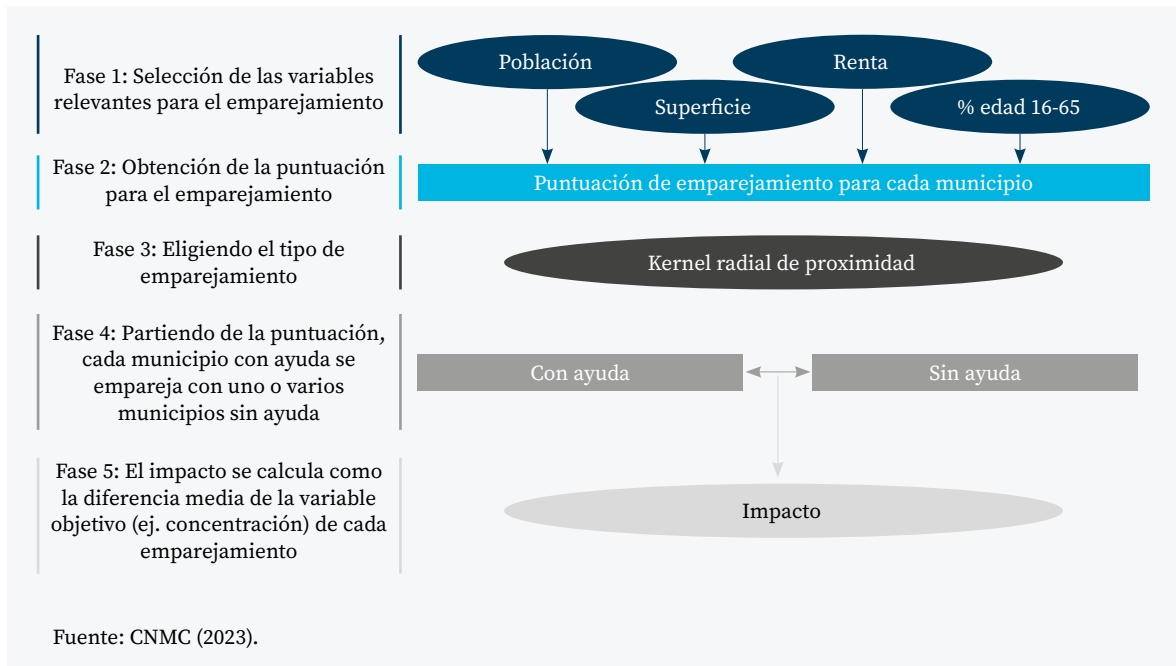 Fase 1: Selección de las variables
relevantes para el emparejamiento
Población
Renta
Superficie
% edad 16-65
Fase 2: Obtención de la puntuación
para el emparejamiento
Puntuación de emparejamiento para cada municipio
Fase 3: Eligiendo el tipo de
emparejamiento
Kernel radial de proximidad
Fase 4: Partiendo de la puntuación,
cada municipio con ayuda se
empareja con uno o varios
municipios sin ayuda
Con ayuda
Sin ayuda
Fase 5: El impacto se calcula como
la diferencia media de la variable
objetivo (ej. concentración) de cada
emparejamiento
Impacto
Fuente: CNMC (2023).